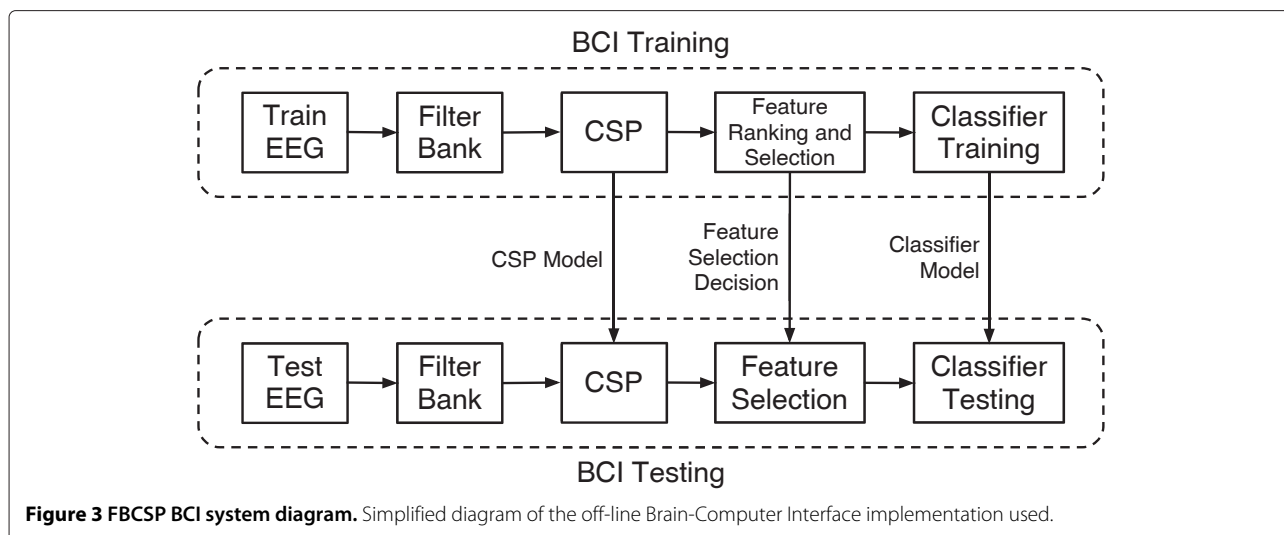 BCI Training
Train
EEG
Filter
Bank
CSP
Feature
Ranking and
Selection
Classifier
Training
CSP Model
Feature
Selection
Decision
Classifier
Model
Test
EEG
Filter
Bank
CSP
Feature
Selection
Classifier
Testing
BCI Testing
Figure 3 FBCSP BCI system diagram. Simplified diagram of the off-line Brain-Computer Interface implementation used.